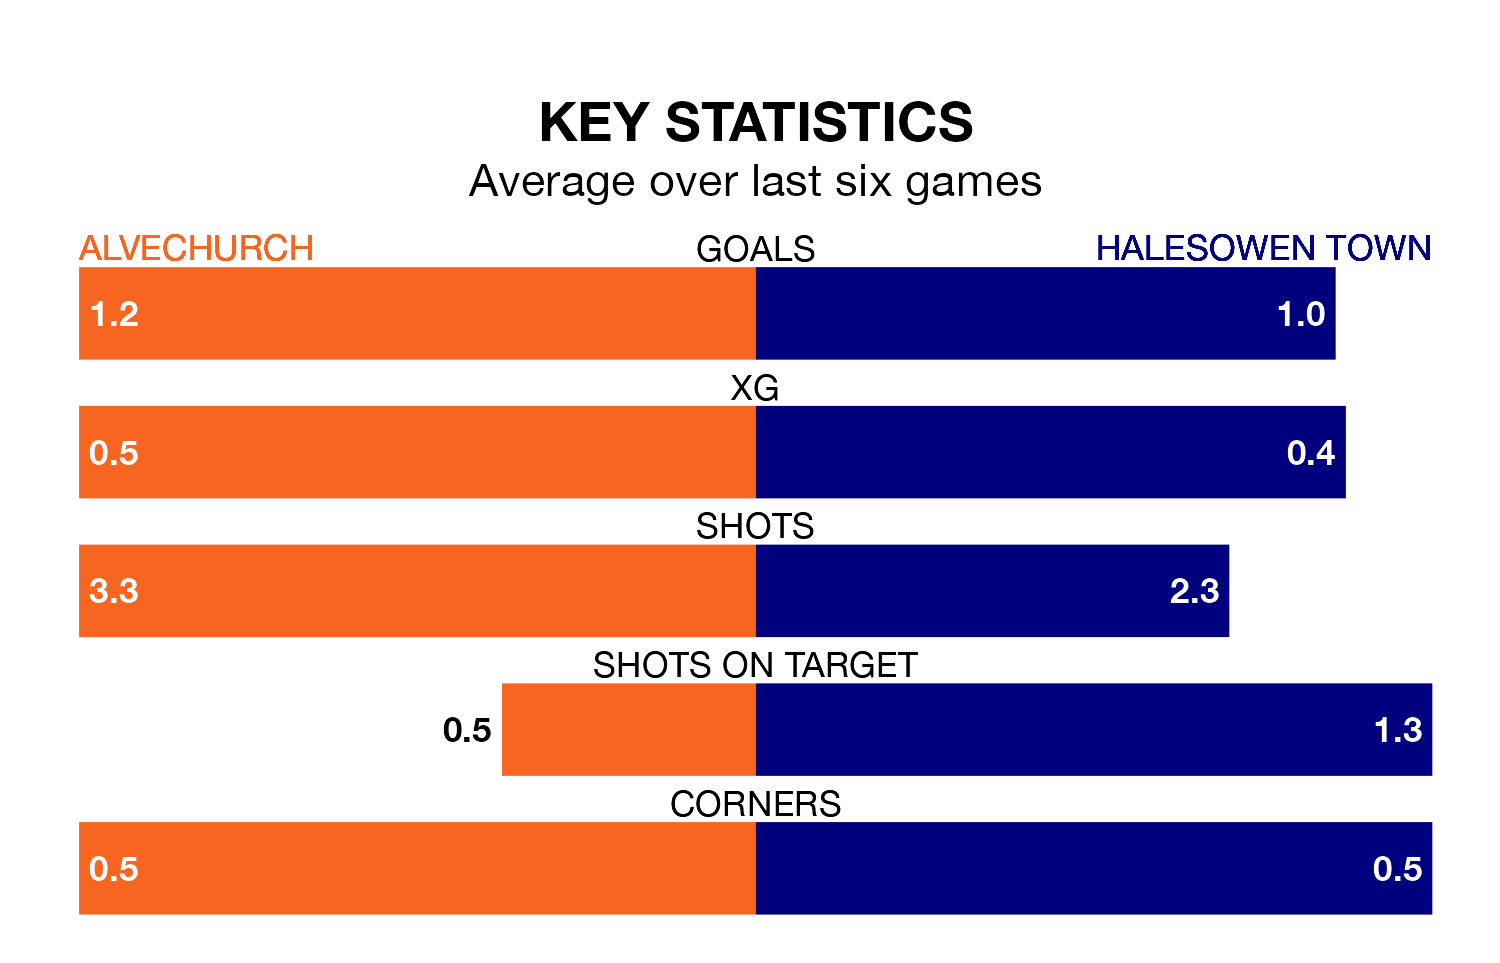 KEY STATISTICS
Average over last six games
ALVECHURCH GOALS HALESOWEN TOWN
1.2 1.0
XG
0.5 0.4
SHOTS
3.3 2.3
SHOTS ON TARGET
0.5 1.3
CORNERS
0.5 0.5